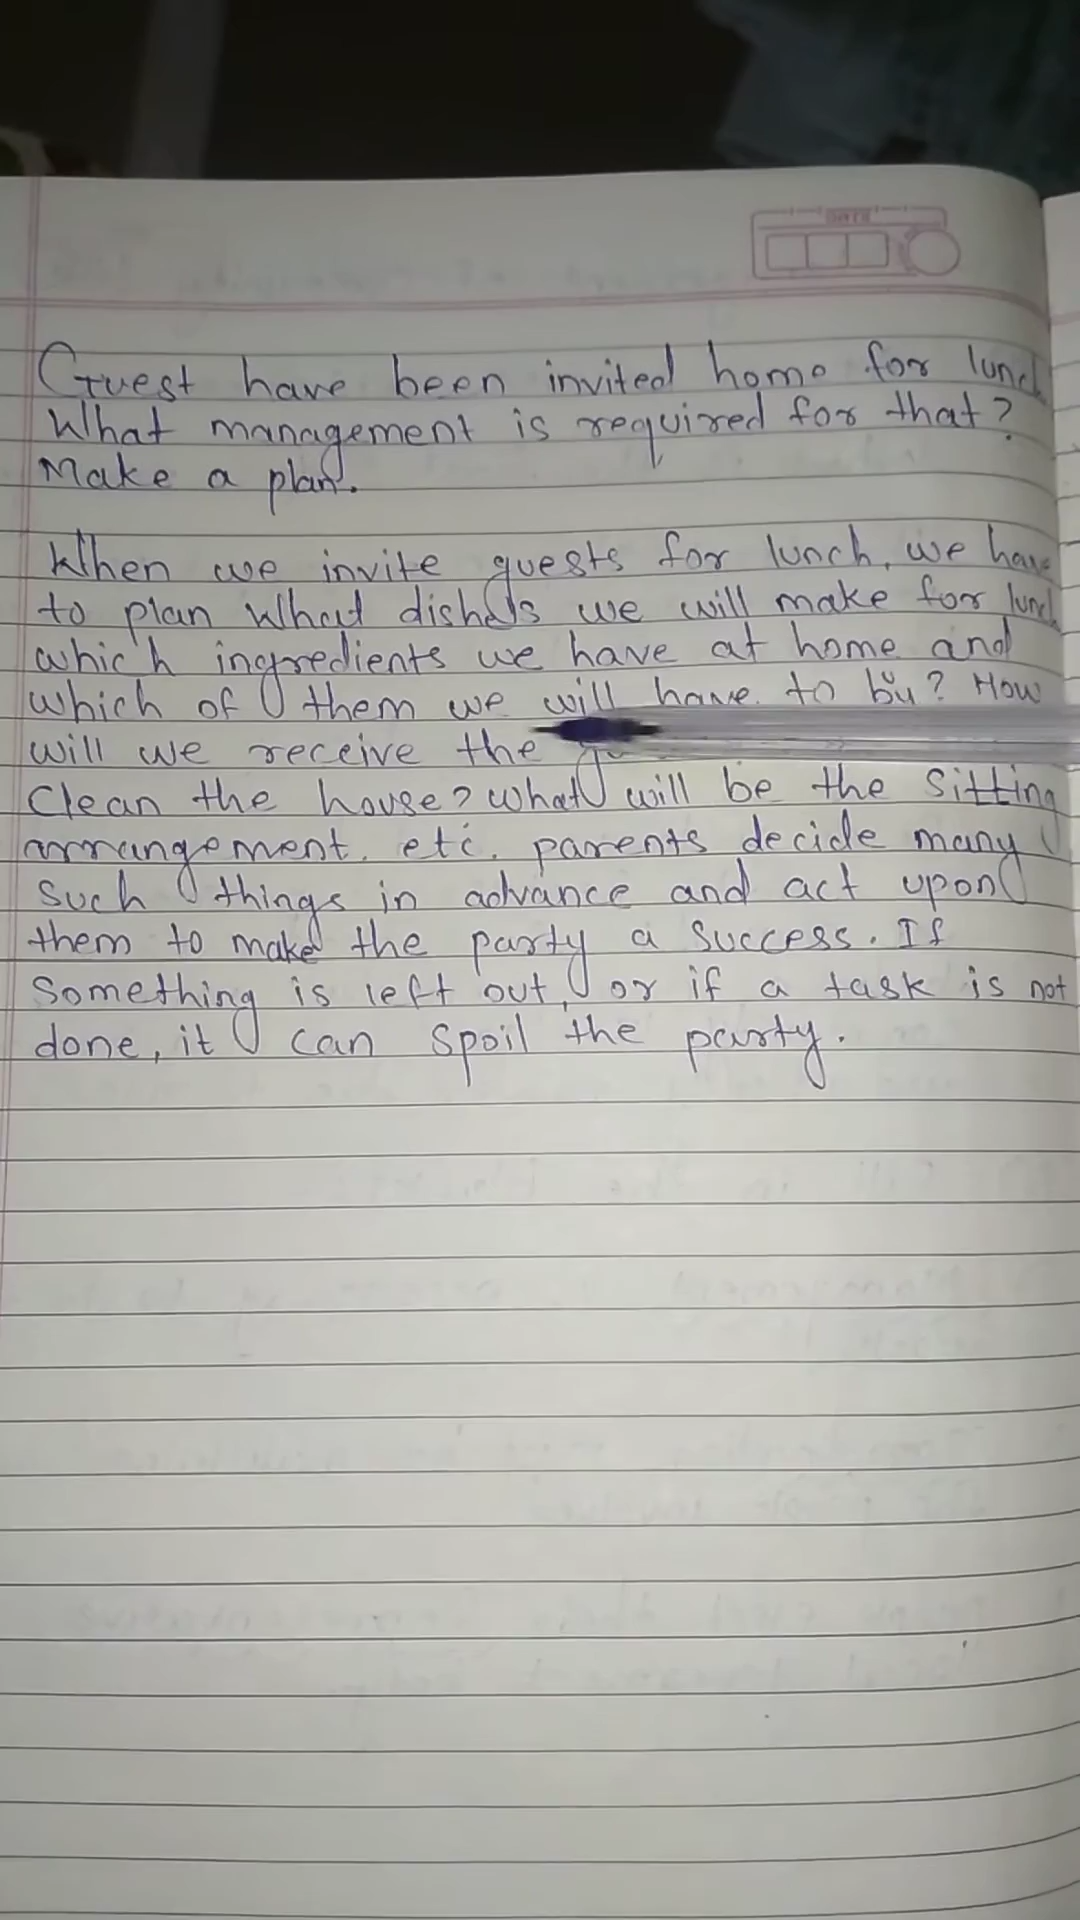 DATE
Guest have been invited home for lunch
What management is required for that?
Make a plan.
When we invite guests for lunch, we have
to plan what we will make for lunch
which ingredients we have at home and
which of them we will have to bu? How
will we receive the
Clean the house? what will be the sitting
arrangement. etc. parents decide many
such things in advance and act upon
them to make the party a success. If
something is left out, or if a task is not
done, it can spoil the party.